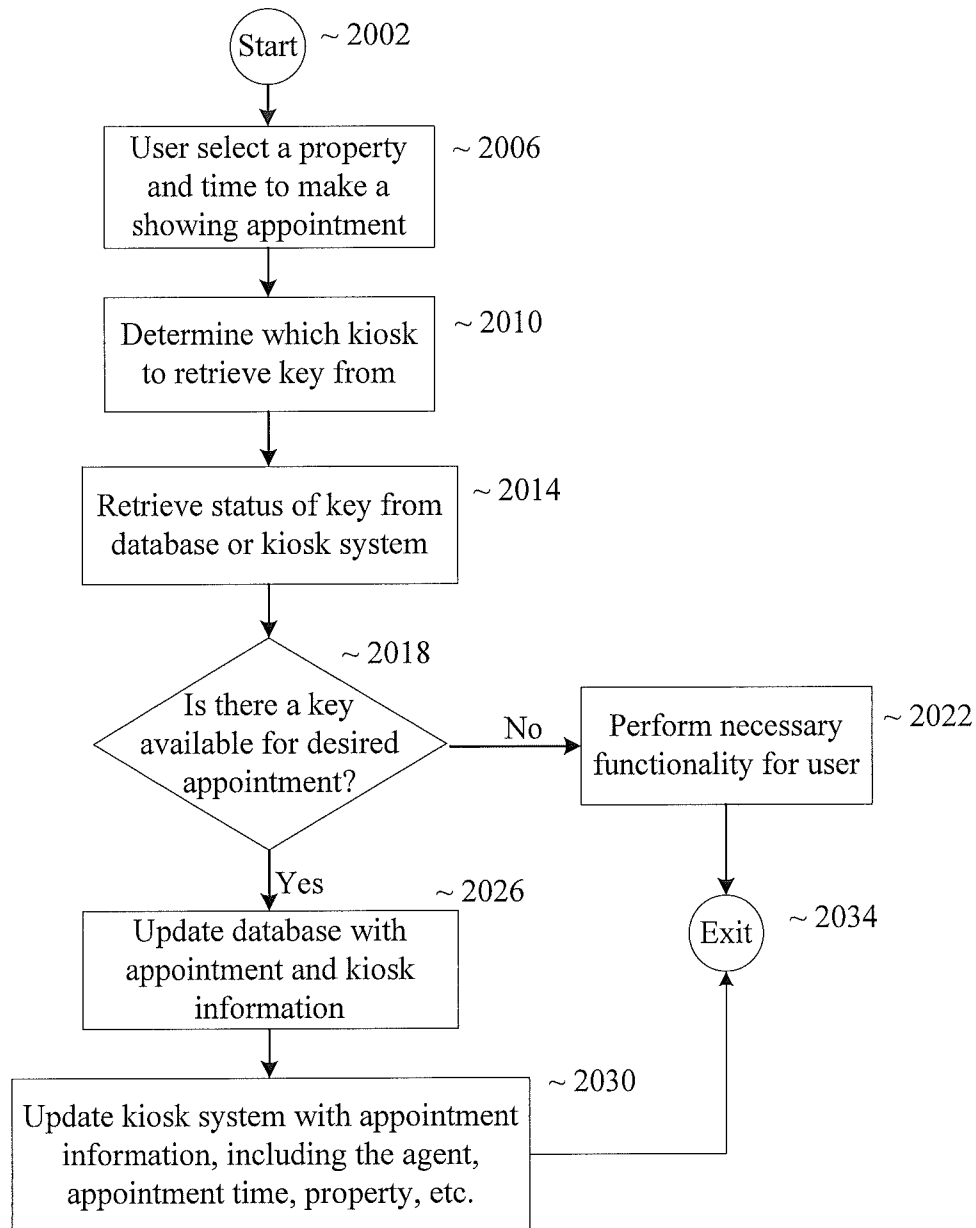 Start
~ 2002
User select a property
and time to make a
showing appointment
~ 2006
Determine which kiosk
to retrieve key from
~ 2010
Retrieve status of key from
database or kiosk system
~ 2014
~ 2018
Is there a key
available for desired
appointment?
No
Perform necessary
functionality for user
~ 2022
Yes
~ 2026
Update database with
appointment and kiosk
information
Exit
~ 2034
~ 2030
Update kiosk system with appointment
information, including the agent,
appointment time, property, etc.